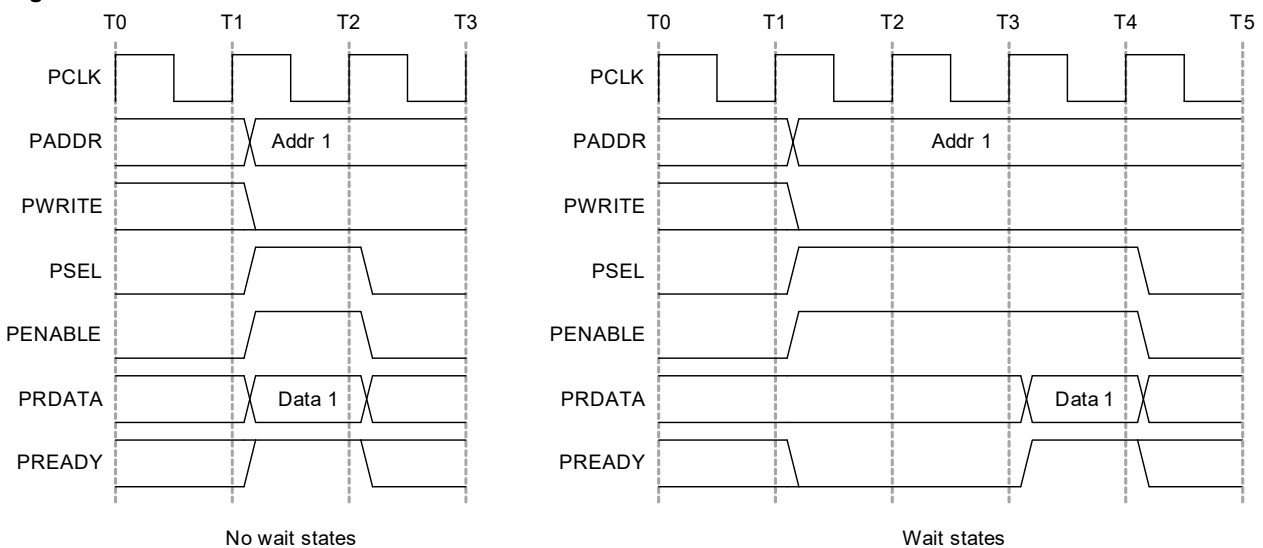 T0 T1 T2 T3
PCLK
PADDR Addr 1
PWRITE
PSEL
PENABLE
PRDATA Data 1
PREADY
No wait states
T0 T1 T2 T3 T4 T5
PCLK
PADDR Addr 1
PWRITE
PSEL
PENABLE
PRDATA Data 1
PREADY
Wait states